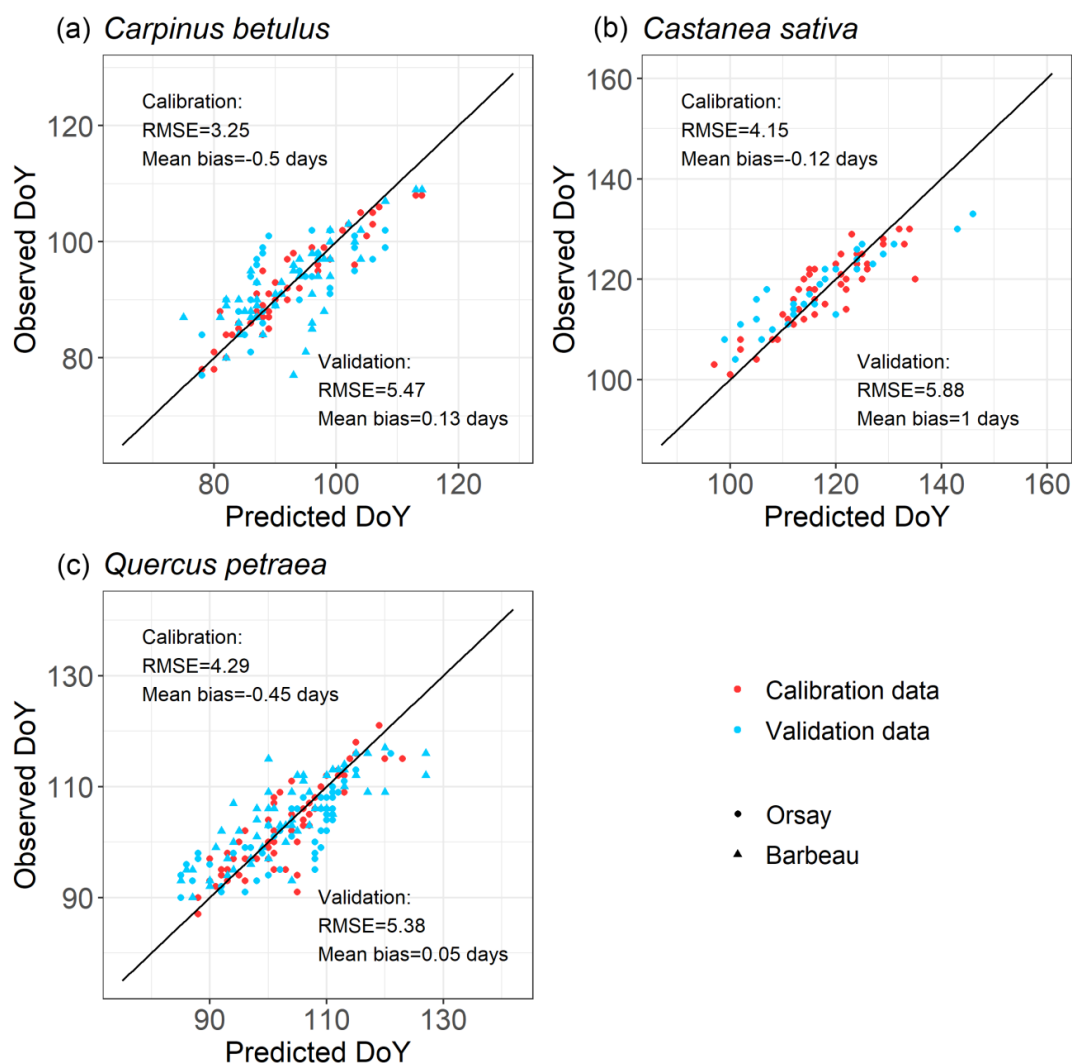 (a) Carpinus betulus
Calibration:
RMSE=3.25
Mean bias=-0.5 days
Validation:
RMSE=5.47
Mean bias=0.13 days
Observed DoY
120
100
80
80 100 120
Predicted DoY
(b) Castanea sativa
Calibration:
RMSE=4.15
Mean bias=-0.12 days
Validation:
RMSE=5.88
Mean bias=1 days
Observed DoY
160
140
120
100
100 120 140 160
Predicted DoY
(c) Quercus petraea
Calibration:
RMSE=4.29
Mean bias=-0.45 days
Validation:
RMSE=5.38
Mean bias=0.05 days
Observed DoY
130
110
90
90 110 130
Predicted DoY
Calibration data
Validation data
Orsay
Barbeau